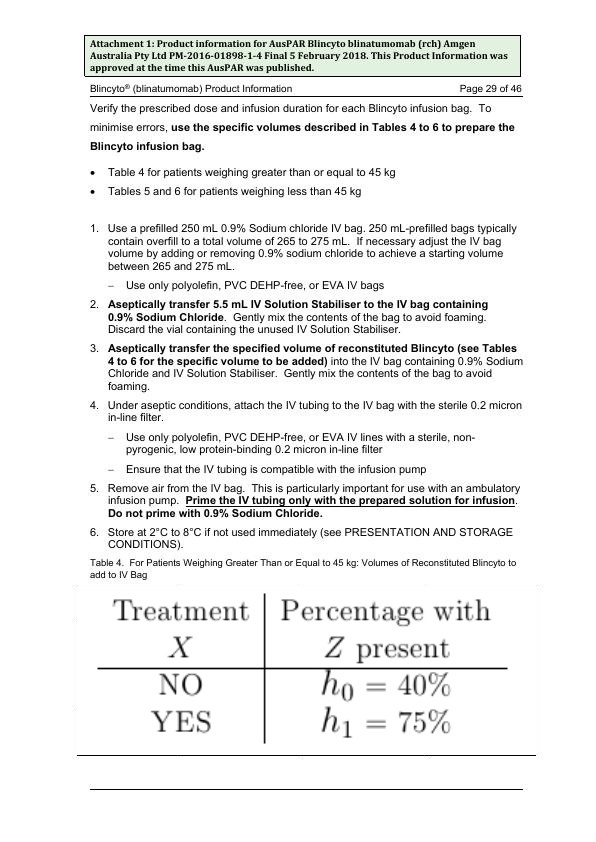 Attachment 1: Product information for AusPAR Blincyto blinatumomab (rch) Amgen
Australia Pty Ltd PM-2016-01898-1-4 Final 5 February 2018. This Product Information was
approved at the time this AusPAR was published.
Blincyto® (blinatumomab) Product Information Page 29 of 46
Verify the prescribed dose and infusion duration for each Blincyto infusion bag. To
minimise errors, use the specific volumes described in Tables 4 to 6 to prepare the
Blincyto infusion bag.
• Table 4 for patients weighing greater than or equal to 45 kg
• Tables 5 and 6 for patients weighing less than 45 kg
1. Use a prefilled 250 mL 0.9% Sodium chloride IV bag. 250 mL-prefilled bags typically
contain overfill to a total volume of 265 to 275 mL. If necessary adjust the IV bag
volume by adding or removing 0.9% sodium chloride to achieve a starting volume
between 265 and 275 mL.
– Use only polyolefin, PVC DEHP-free, or EVA IV bags
2. Aseptically transfer 5.5 mL IV Solution Stabiliser to the IV bag containing
0.9% Sodium Chloride. Gently mix the contents of the bag to avoid foaming.
Discard the vial containing the unused IV Solution Stabiliser.
3. Aseptically transfer the specified volume of reconstituted Blincyto (see Tables
4 to 6 for the specific volume to be added) into the IV bag containing 0.9% Sodium
Chloride and IV Solution Stabiliser. Gently mix the contents of the bag to avoid
foaming.
4. Under aseptic conditions, attach the IV tubing to the IV bag with the sterile 0.2 micron
in-line filter.
– Use only polyolefin, PVC DEHP-free, or EVA IV lines with a sterile, non-
pyrogenic, low protein-binding 0.2 micron in-line filter
– Ensure that the IV tubing is compatible with the infusion pump
5. Remove air from the IV bag. This is particularly important for use with an ambulatory
infusion pump. Prime the IV tubing only with the prepared solution for infusion.
Do not prime with 0.9% Sodium Chloride.
6. Store at 2°C to 8°C if not used immediately (see PRESENTATION AND STORAGE
CONDITIONS).
Table 4. For Patients Weighing Greater Than or Equal to 45 kg: Volumes of Reconstituted Blincyto to
add to IV Bag
Treatment Percentage with
X Z present
NO h₀ = 40%
YES h₁ = 75%